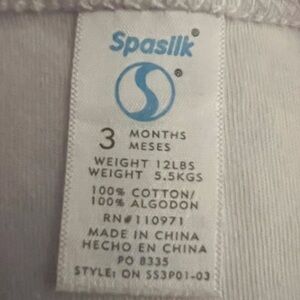 Spasilk®
®
3 MONTHS
MESES
WEIGHT 12LBS
WEIGHT 5.5KGS
100% COTTON/
100% ALGODON
RN#110971
MADE IN CHINA
HECHO EN CHINA
PO 8335
STYLE: ON SS3P01-03